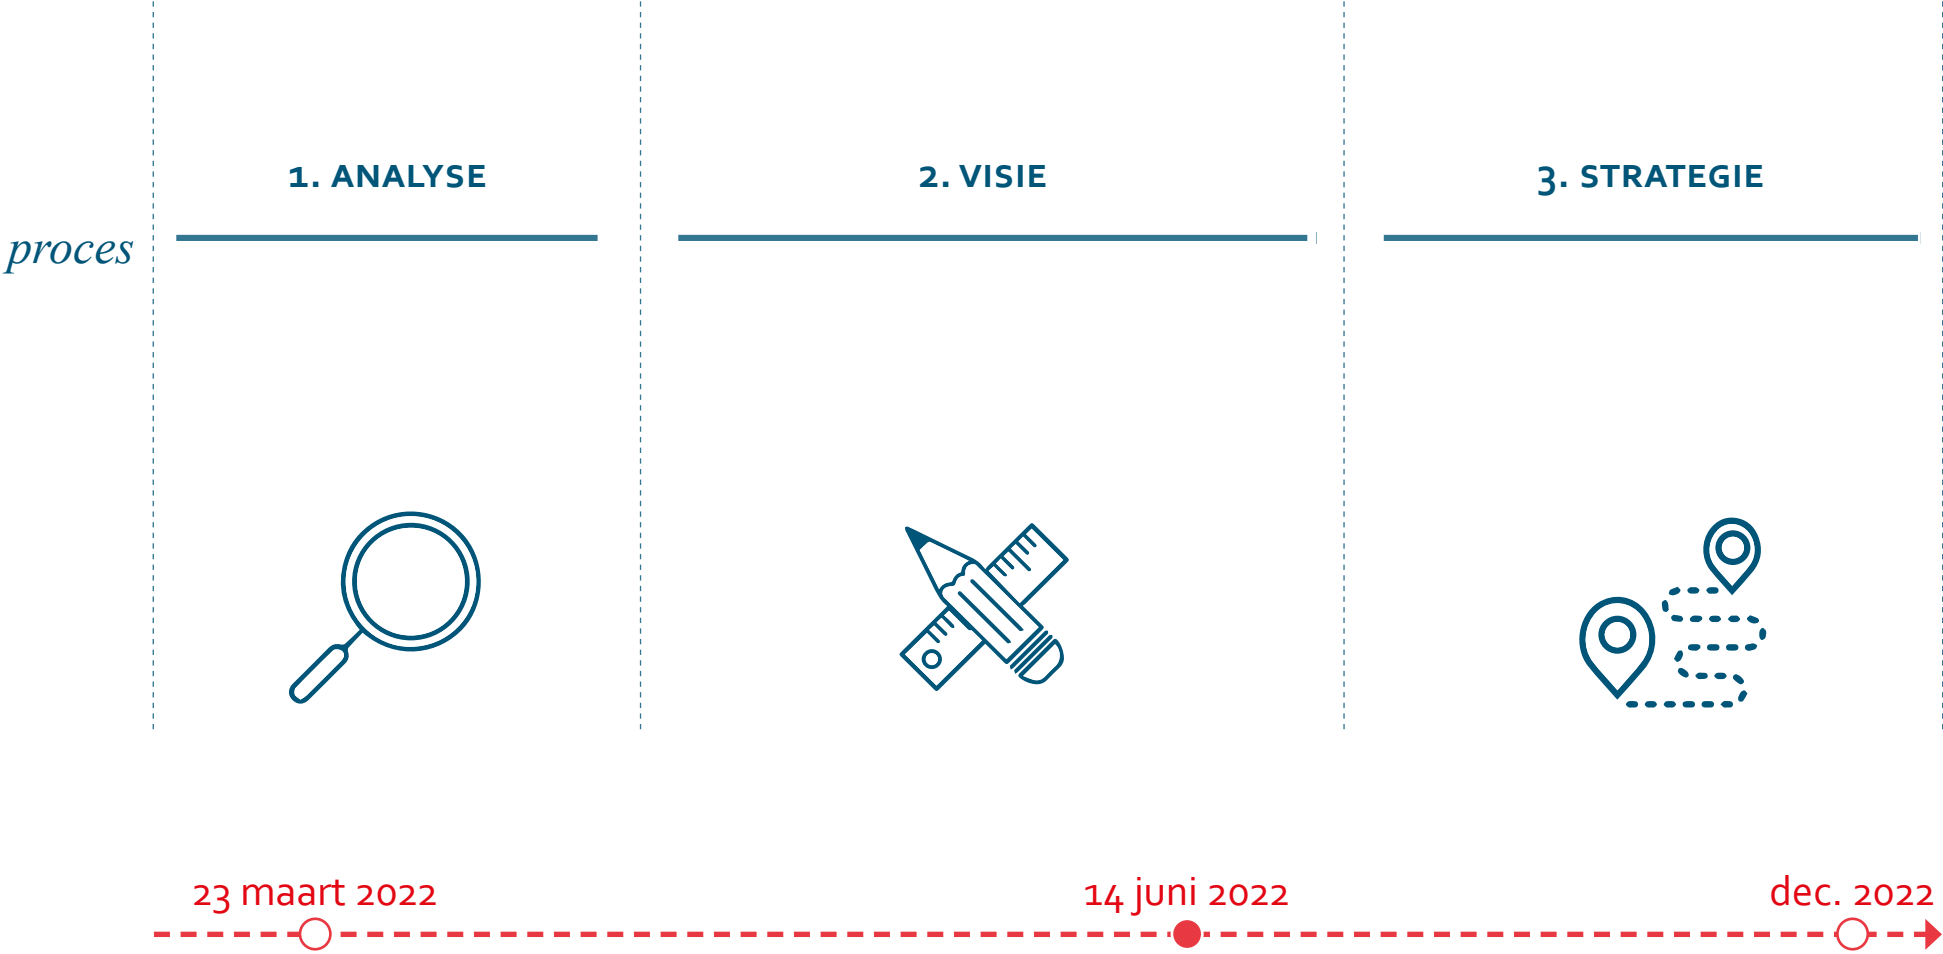 1. ANALYSE
2. VISIE
3. STRATEGIE
proces
23 maart 2022
14 juni 2022
dec. 2022